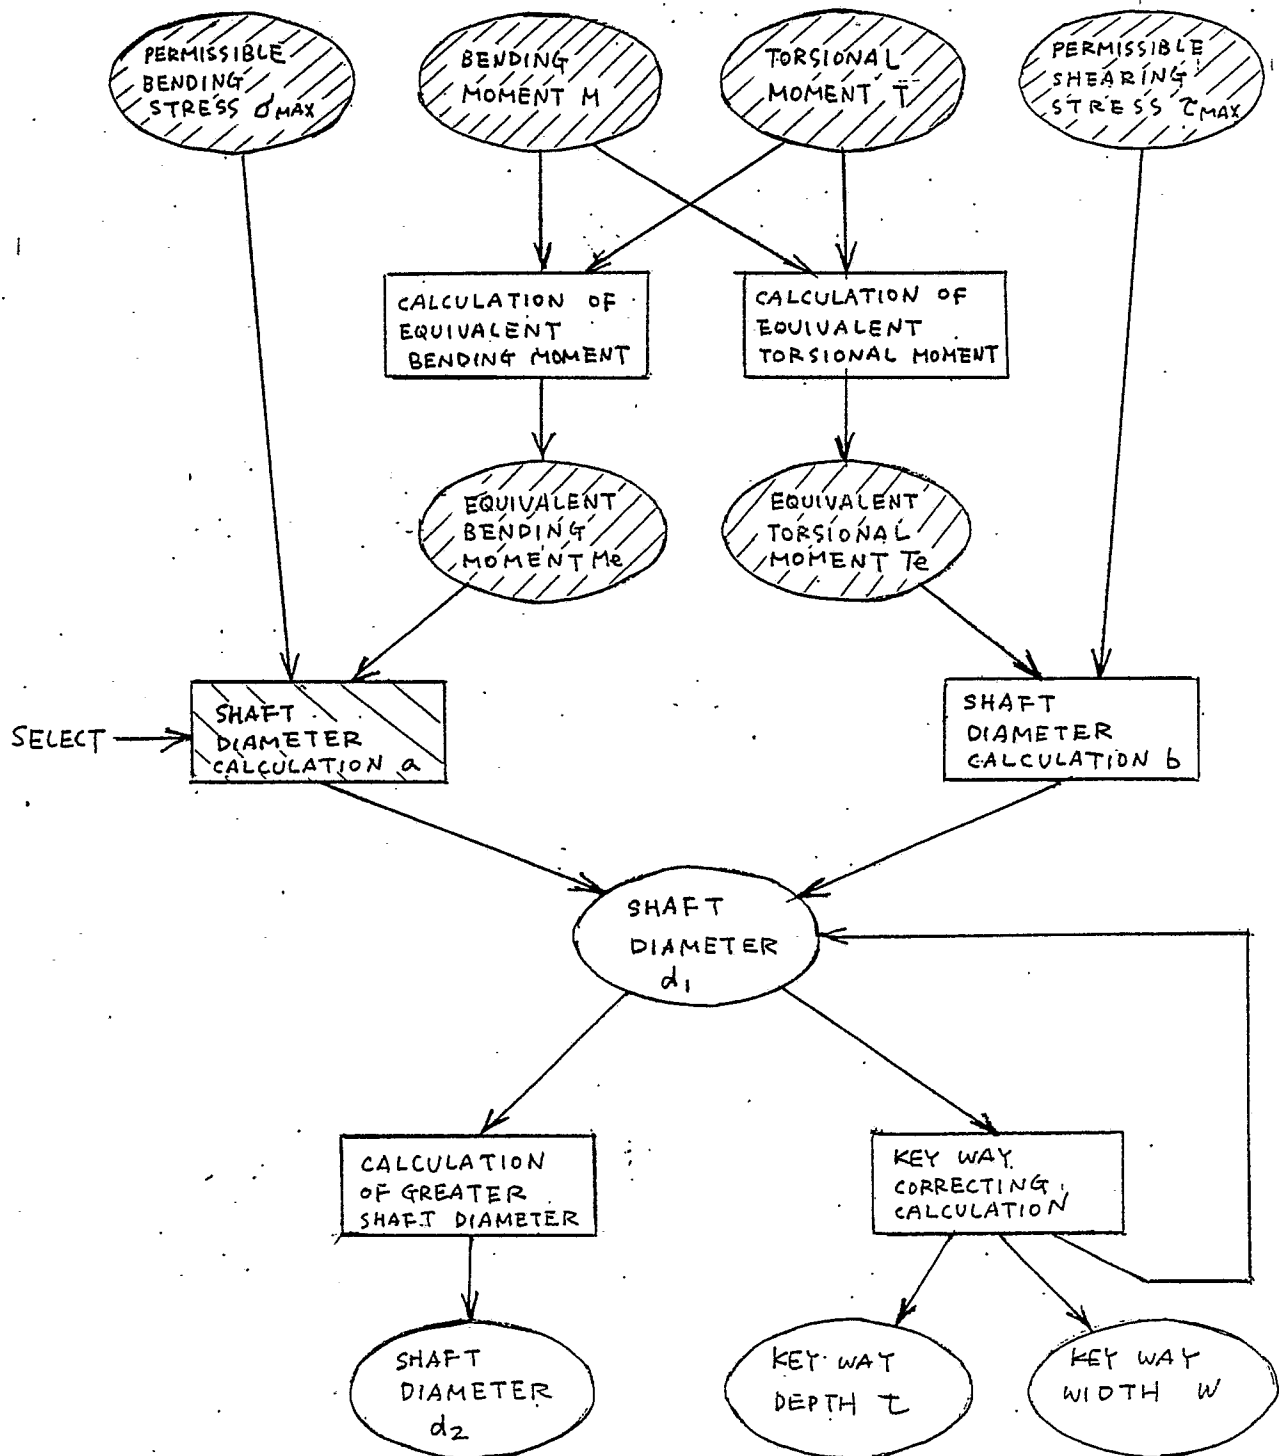 PERMISSIBLE
BENDING
STRESS σMAX
BENDING
MOMENT M
TORSIONAL
MOMENT T
PERMISSIBLE
SHEARING
STRESS τMAX
CALCULATION OF
EQUIVALENT
BENDING MOMENT
CALCULATION OF
EQUIVALENT
TORSIONAL MOMENT
EQUIVALENT
BENDING
MOMENT Me
EQUIVALENT
TORSIONAL
MOMENT Te
SELECT
SHAFT
DIAMETER
CALCULATION a
SHAFT
DIAMETER
CALCULATION b
SHAFT
DIAMETER
d1
CALCULATION
OF GREATER
SHAFT DIAMETER
KEY WAY
CORRECTING
CALCULATION
SHAFT
DIAMETER
d2
KEY WAY
DEPTH t
KEY WAY
WIDTH W